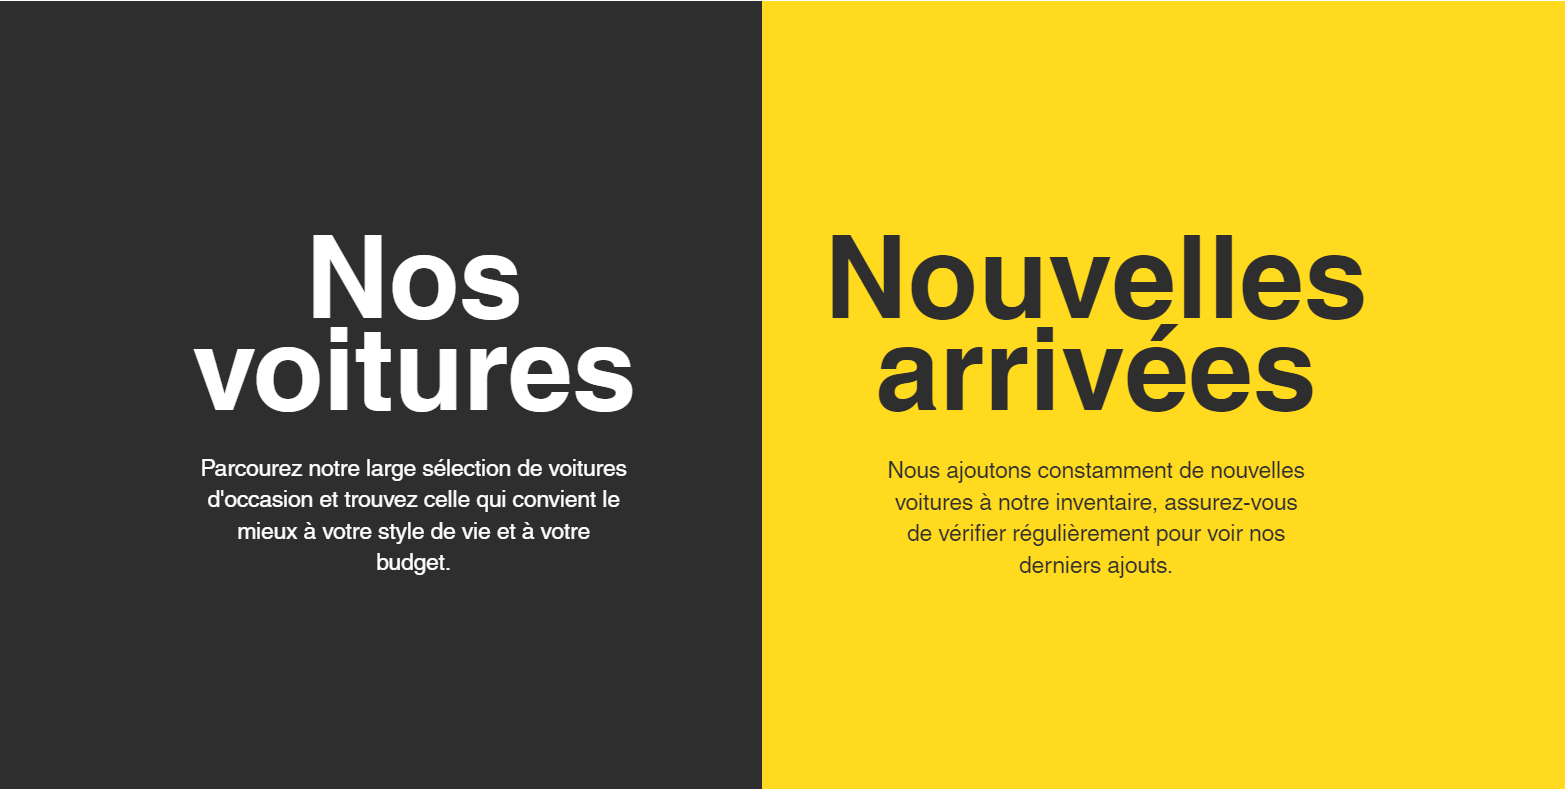 Nos
voitures
Parcourez notre large sélection de voitures
d'occasion et trouvez celle qui convient le
mieux à votre style de vie et à votre
budget.
Nouvelles
arrivées
Nous ajoutons constamment de nouvelles
voitures à notre inventaire, assurez-vous
de vérifier régulièrement pour voir nos
derniers ajouts.